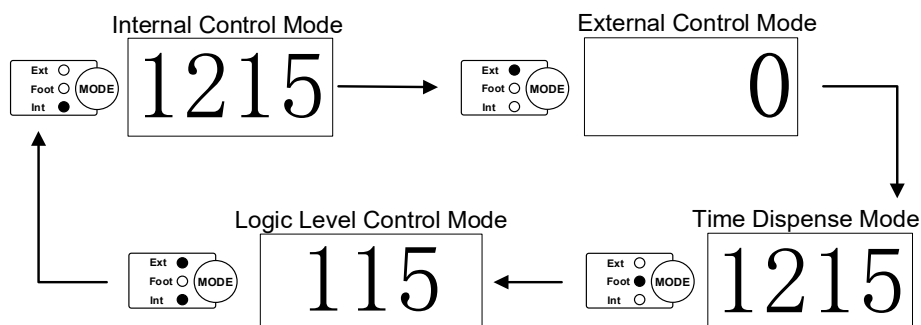 Internal Control Mode
Ext
Foot
Int
MODE
1215
External Control Mode
Ext
Foot
Int
MODE
0
Logic Level Control Mode
Ext
Foot
Int
MODE
115
Time Dispense Mode
Ext
Foot
Int
MODE
1215